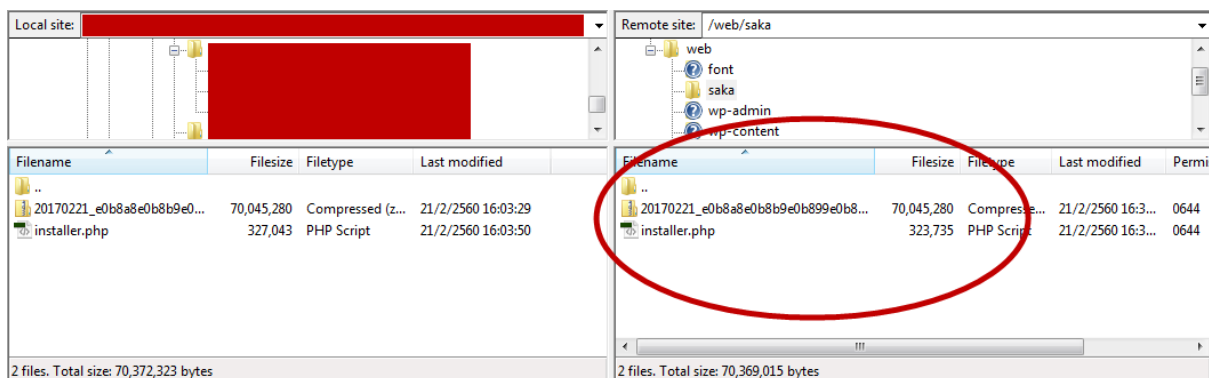 Local site:
font
saka
wp-admin
wp-content
Filename Filesize Filetype Last modified
..
20170221_e0b8a8e0b8b9e0... 70,045,280 Compressed (z... 21/2/2560 16:03:29
installer.php 327,043 PHP Script 21/2/2560 16:03:50
2 files. Total size: 70,372,323 bytes
Remote site: /web/saka
web
Filename Filesize Filetype Last modified Permi
..
20170221_e0b8a8e0b8b9e0b899e0b8... 70,045,280 Compresse... 21/2/2560 16:3... 0644
installer.php 323,735 PHP Script 21/2/2560 16:3... 0644
2 files. Total size: 70,369,015 bytes